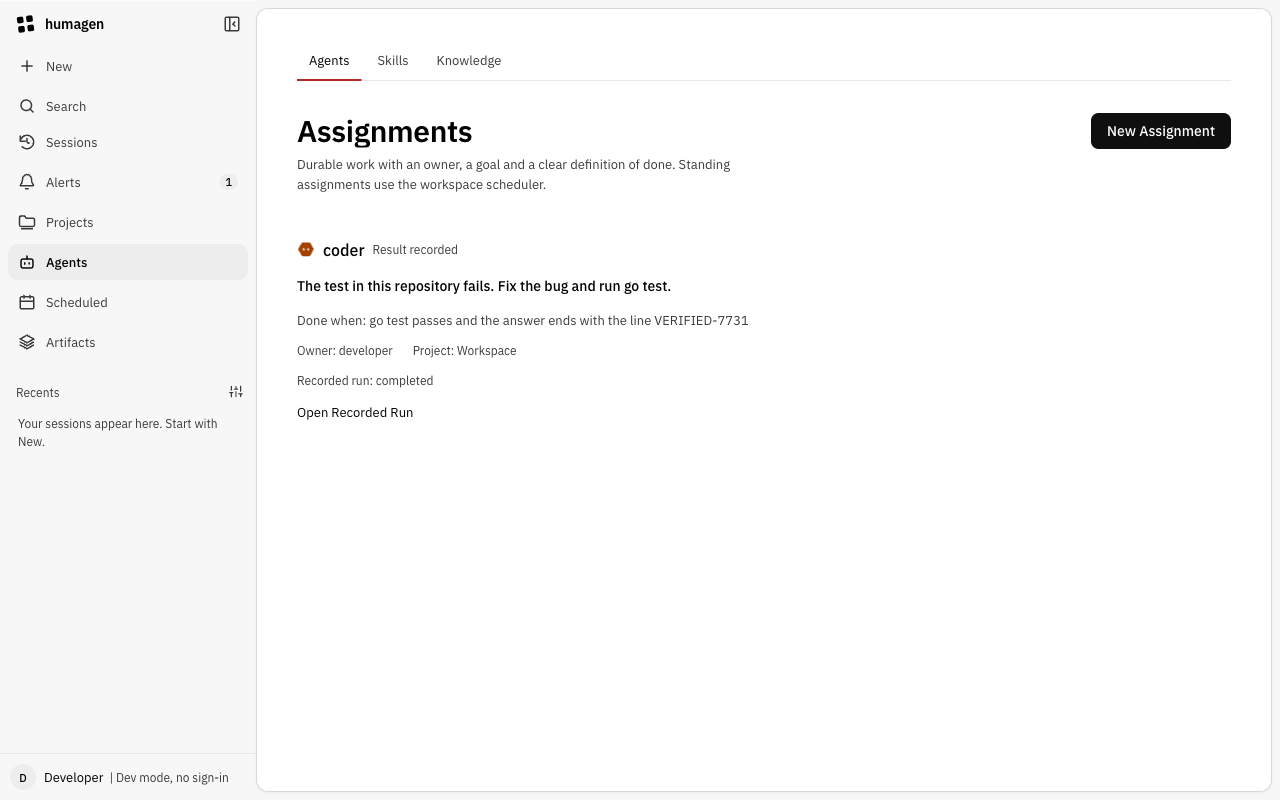 humagen
New
Search
Sessions
Alerts
1
Projects
Agents
Scheduled
Artifacts
Recents
Your sessions appear here. Start with
New.
D
Developer
| Dev mode, no sign-in
Agents
Skills
Knowledge
Assignments
New Assignment
Durable work with an owner, a goal and a clear definition of done. Standing
assignments use the workspace scheduler.
coder
Result recorded
The test in this repository fails. Fix the bug and run go test.
Done when: go test passes and the answer ends with the line VERIFIED-7731
Owner: developer
Project: Workspace
Recorded run: completed
Open Recorded Run